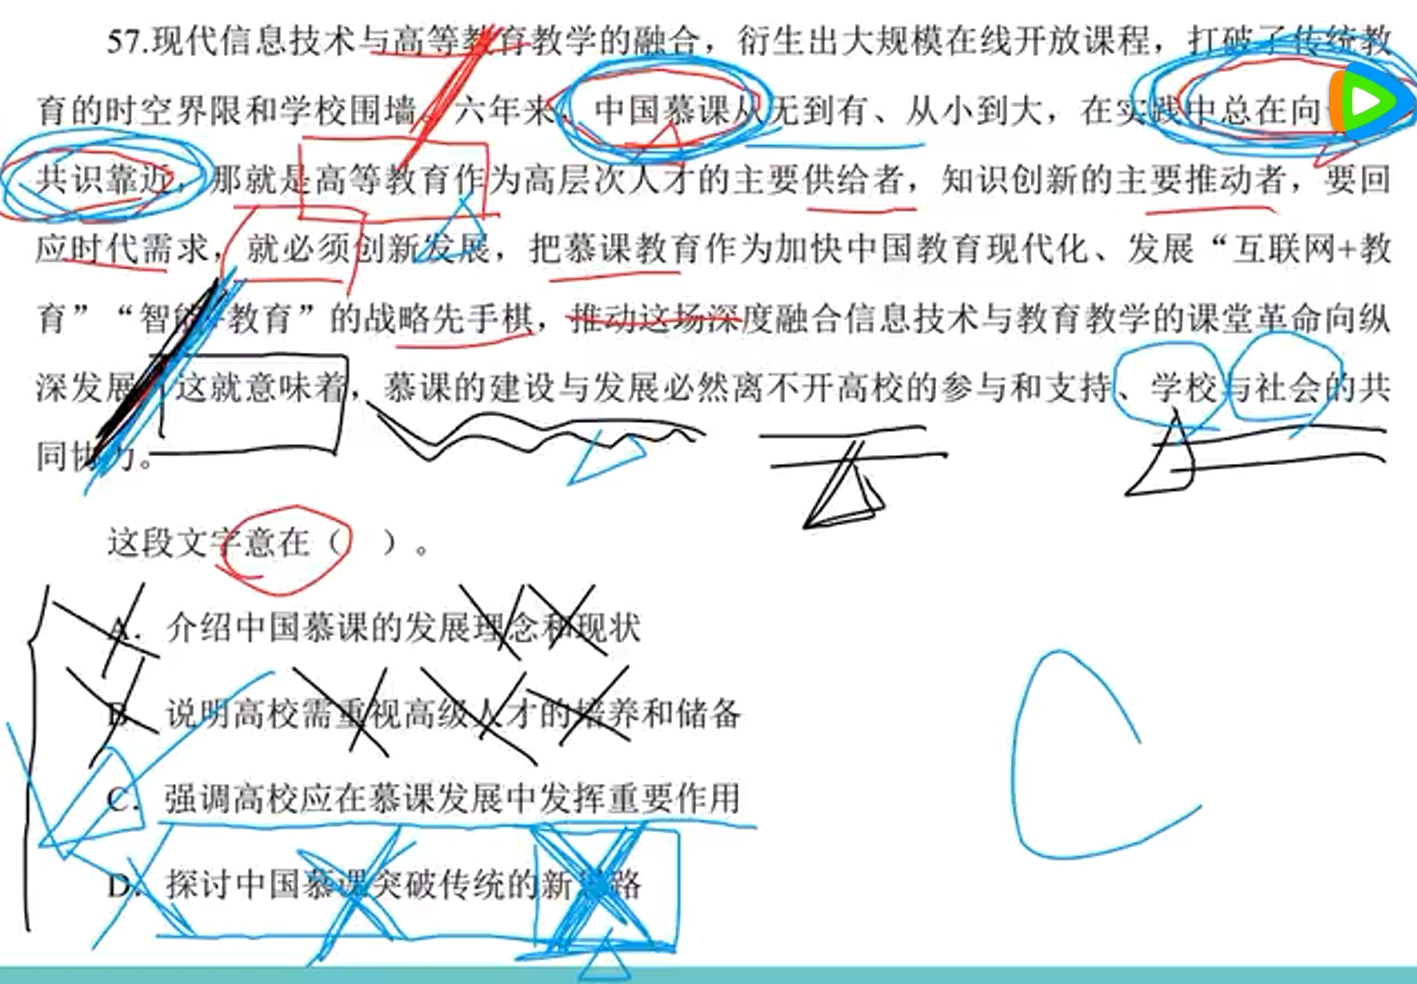 57.现代信息技术与高等教育教学的融合，衍生出大规模在线开放课程，打破了传统教
育的时空界限和学校围墙。六年来，中国慕课从无到有、从小到大，在实践中总在向
共识靠近，那就是高等教育作为高层次人才的主要供给者，知识创新的主要推动者，要回
应时代需求，就必须创新发展，把慕课教育作为加快中国教育现代化、发展“互联网+教
育”“智能+教育”的战略先手棋，推动这场深度融合信息技术与教育教学的课堂革命向纵
深发展。这就意味着，慕课的建设与发展必然离不开高校的参与和支持、学校与社会的共
同协力。
这段文字意在（ ）。
A. 介绍中国慕课的发展理念和现状
B. 说明高校需重视高级人才的培养和储备
C. 强调高校应在慕课发展中发挥重要作用
D. 探讨中国慕课突破传统的新思路
C